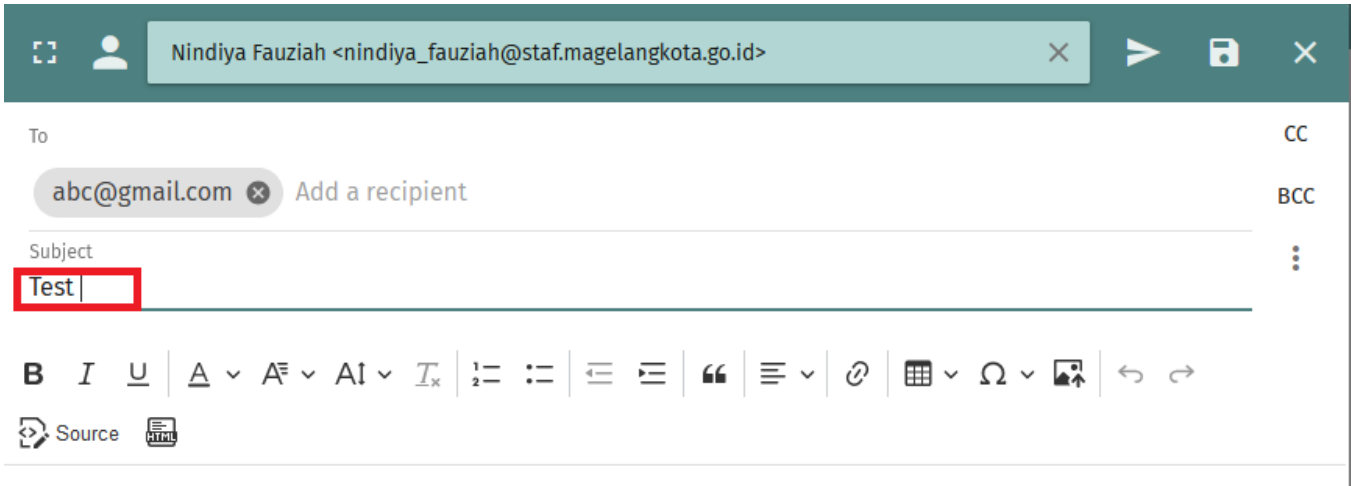 Nindiya Fauziah <nindiya_fauziah@staf.magelangkota.go.id>
To
CC
abc@gmail.com Add a recipient
BCC
Subject
Test
B I U A A A I T x
Source HTML